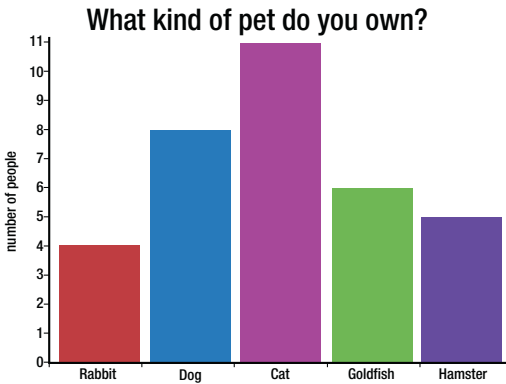 What kind of pet do you own?
number of people
11
10
9
8
7
6
5
4
3
2
1
0
Rabbit
Dog
Cat
Goldfish
Hamster